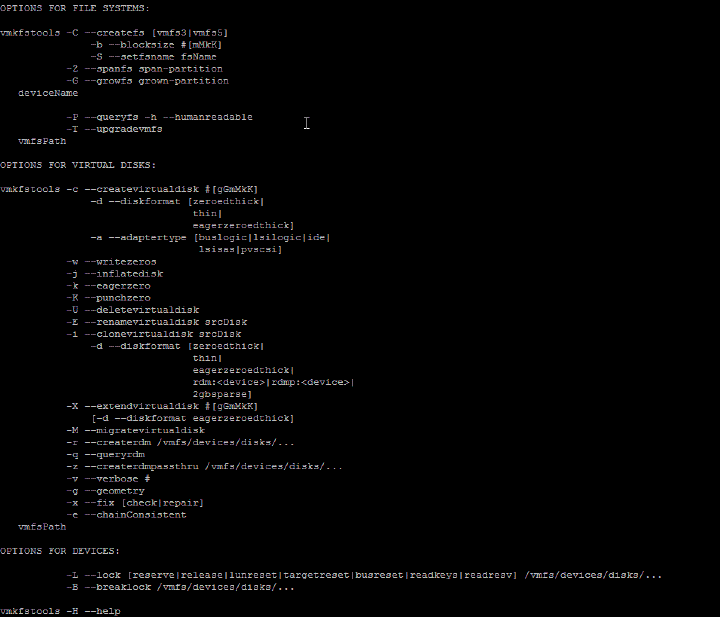 OPTIONS FOR FILE SYSTEMS:
vmkfstools -C --createfs [vmfs3|vmfs5]
-b --blocksize #[mMkK]
-S --setfsname fsName
-Z --spanfs span-partition
-G --growfs grown-partition
deviceName
-P --queryfs -h --humanreadable
-T --upgradevmfs
vmfsPath
OPTIONS FOR VIRTUAL DISKS:
vmkfstools -c --createvirtualdisk #[gGmMkK]
-d --diskformat [zeroedthick|
thin|
eagerzeroedthick]
-a --adaptertype [buslogic|lsilogic|ide|
lsisas|pvscsi]
-w --writezeros
-j --inflatedisk
-k --eagerzero
-K --punchzero
-U --deletevirtualdisk
-E --renamevirtualdisk srcDisk
-i --clonevirtualdisk srcDisk
-d --diskformat [zeroedthick|
thin|
eagerzeroedthick|
rdm:<device>|rdmp:<device>|
2gbsparse]
-X --extendvirtualdisk #[gGmMkK]
[-d --diskformat eagerzeroedthick]
-M --migratevirtualdisk
-r --createrdm /vmfs/devices/disks/...
-q --queryrdm
-z --createrdmpassthru /vmfs/devices/disks/...
-v --verbose #
-g --geometry
-x --fix [check|repair]
-e --chainConsistent
vmfsPath
OPTIONS FOR DEVICES:
-L --lock [reserve|release|lunreset|targetreset|busreset|readkeys|readresv] /vmfs/devices/disks/...
-B --breaklock /vmfs/devices/disks/...
vmkfstools -H --help